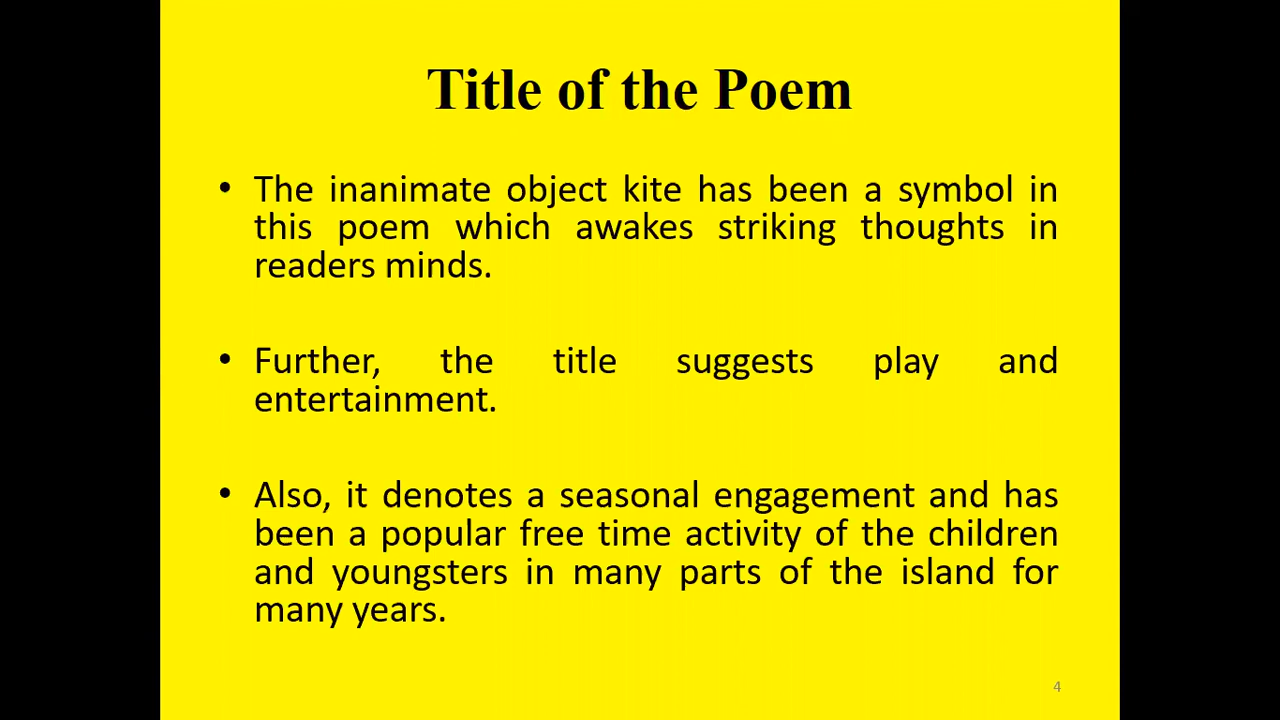 Title of the Poem
• The inanimate object kite has been a symbol in
this poem which awakes striking thoughts in
readers minds.
• Further, the title suggests play and
entertainment.
• Also, it denotes a seasonal engagement and has
been a popular free time activity of the children
and youngsters in many parts of the island for
many years.
4